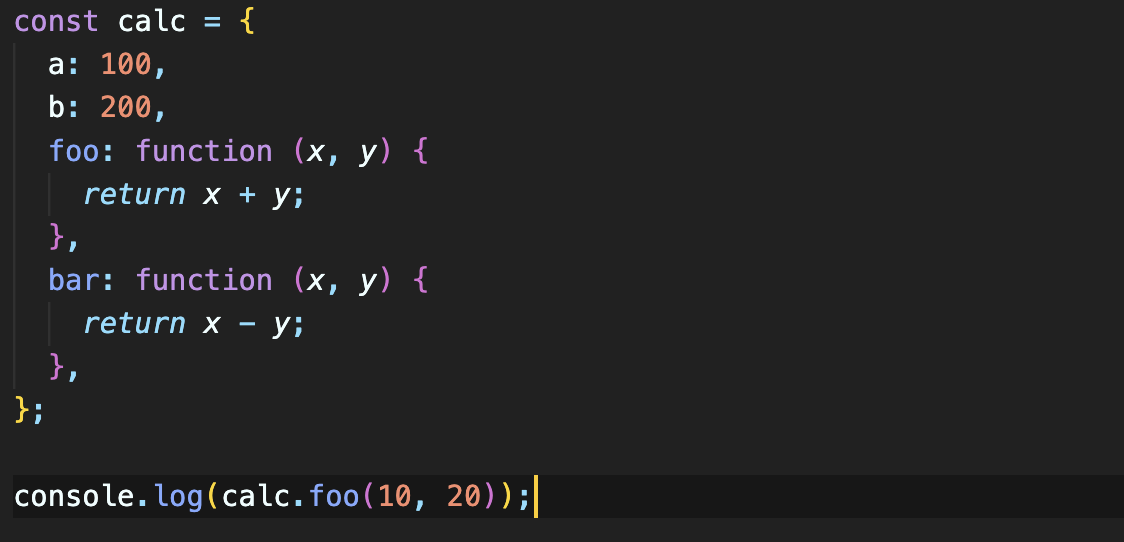 const calc = {
  a: 100,
  b: 200,
  foo: function (x, y) {
    return x + y;
  },
  bar: function (x, y) {
    return x - y;
  },
};
console.log(calc.foo(10, 20));